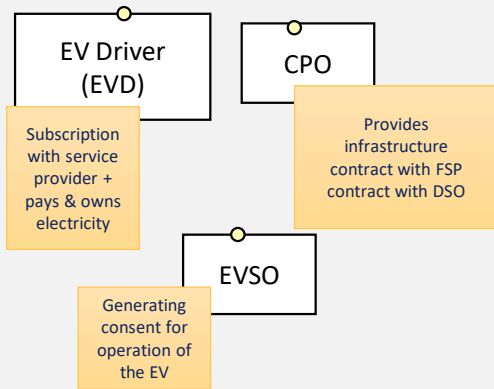 EV Driver
(EVD)
Subscription
with service
provider +
pays & owns
electricity
CPO
Provides
infrastructure
contract with FSP
contract with DSO
EVSO
Generating
consent for
operation of
the EV